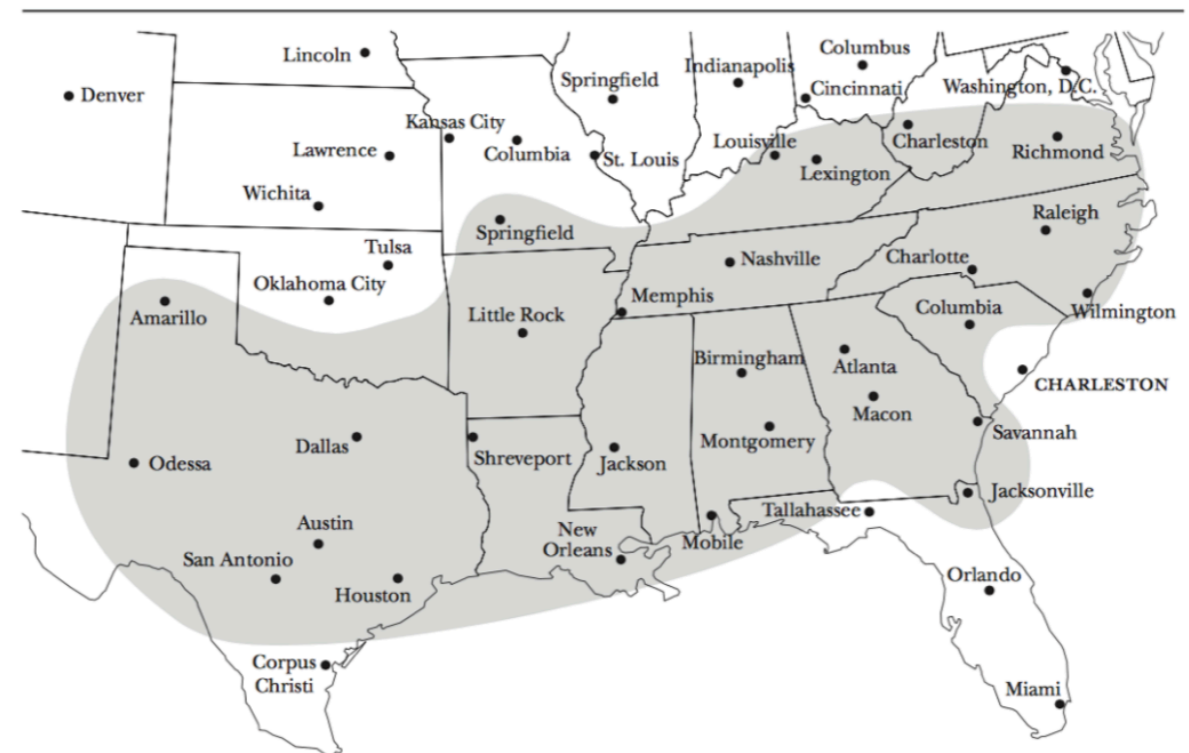 Lincoln
Columbus
Indianapolis
Springfield
Cincinnati
Washington, D.C.
Denver
Kansas City
Lawrence
Columbia
St. Louis
Louisville
Charleston
Richmond
Lexington
Wichita
Springfield
Raleigh
Tulsa
Nashville
Charlotte
Oklahoma City
Memphis
Amarillo
Little Rock
Columbia
Wilmington
Birmingham
Atlanta
CHARLESTON
Macon
Dallas
Montgomery
Savannah
Odessa
Shreveport
Jackson
Jacksonville
Tallahassee
Austin
New
Orleans
Mobile
San Antonio
Houston
Orlando
Corpus
Christi
Miami